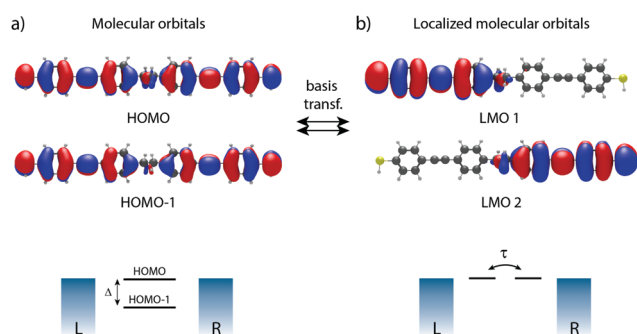 a) Molecular orbitals
b) Localized molecular orbitals
HOMO
basis
transf.
LMO 1
HOMO-1
LMO 2
HOMO
Δ
HOMO-1
L
R
τ
L
R